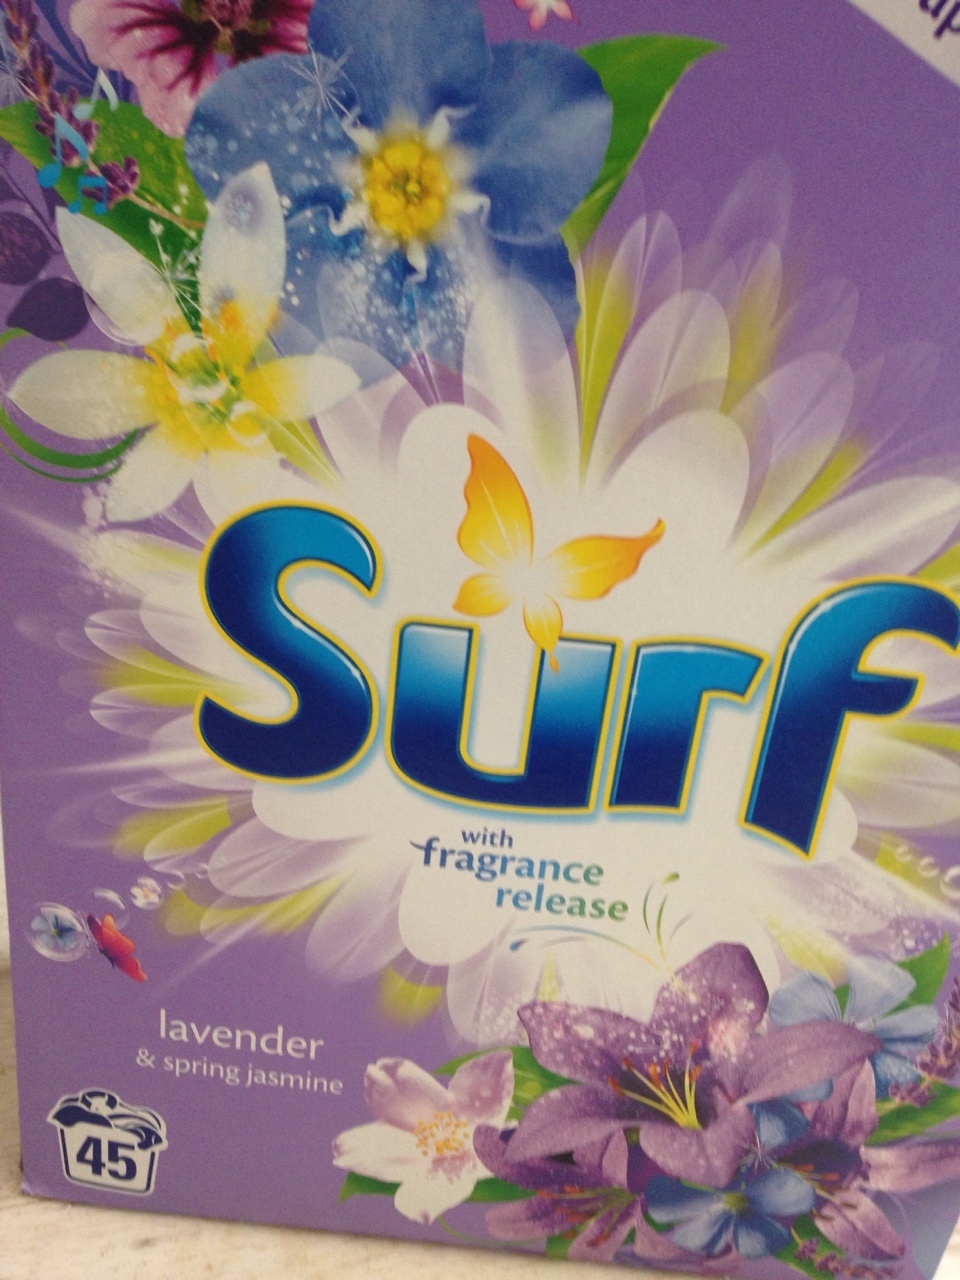 Surf
with
fragrance
release
lavender
& spring jasmine
45